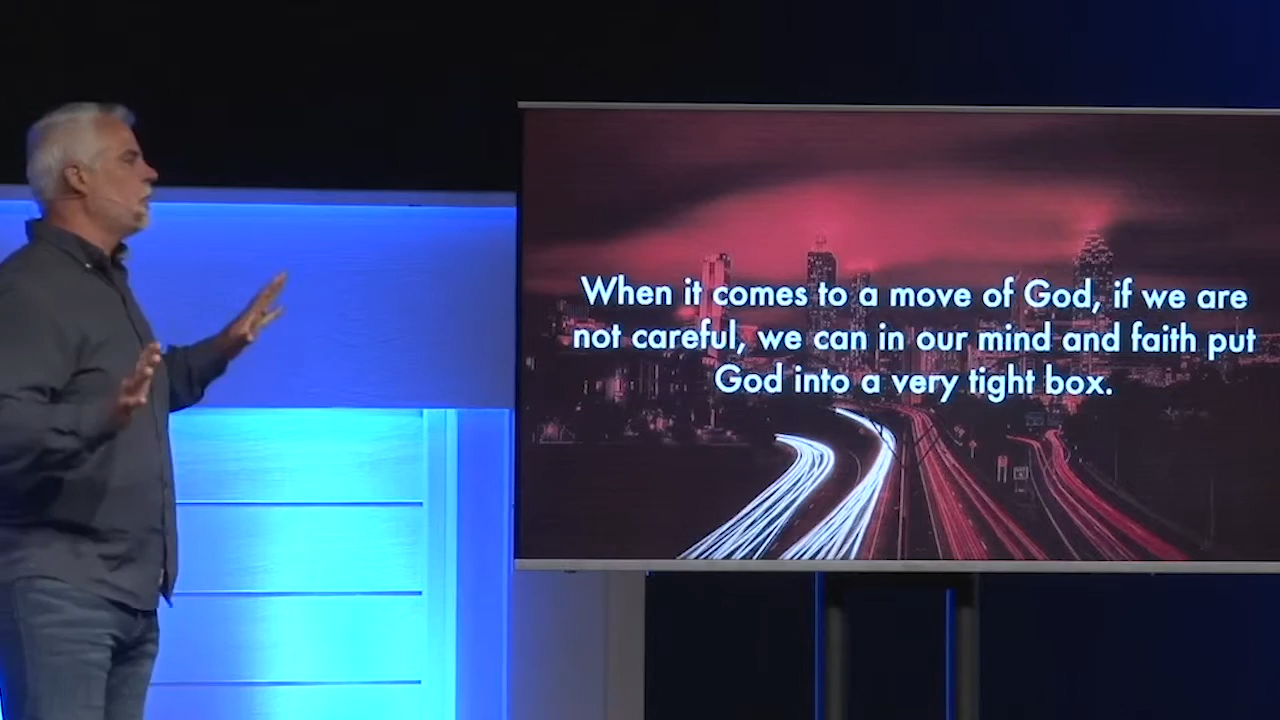 When it comes to a move of God, if we are
not careful, we can in our mind and faith put
God into a very tight box.